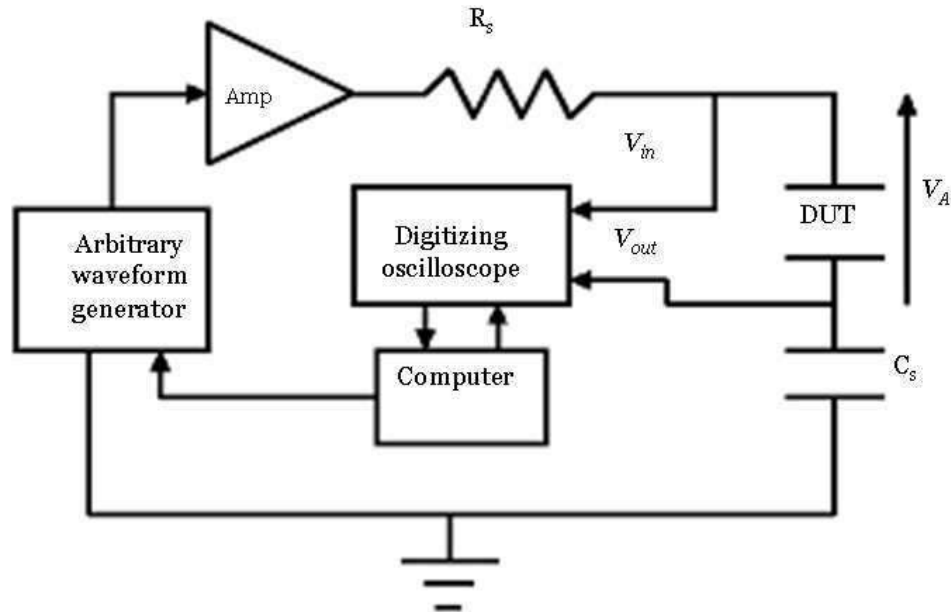 R_s
Amp
V_in
V_A
DUT
Digitizing
oscilloscope
V_out
Arbitrary
waveform
generator
Computer
C_s